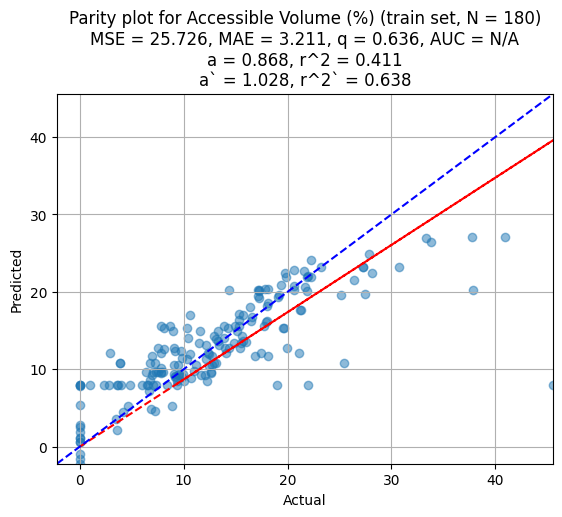 Parity plot for Accessible Volume (%) (train set, N = 180)
MSE = 25.726, MAE = 3.211, q = 0.636, AUC = N/A
a = 0.868, r^2 = 0.411
a` = 1.028, r^2` = 0.638
40
30
20
10
0
Predicted
0 10 20 30 40
Actual